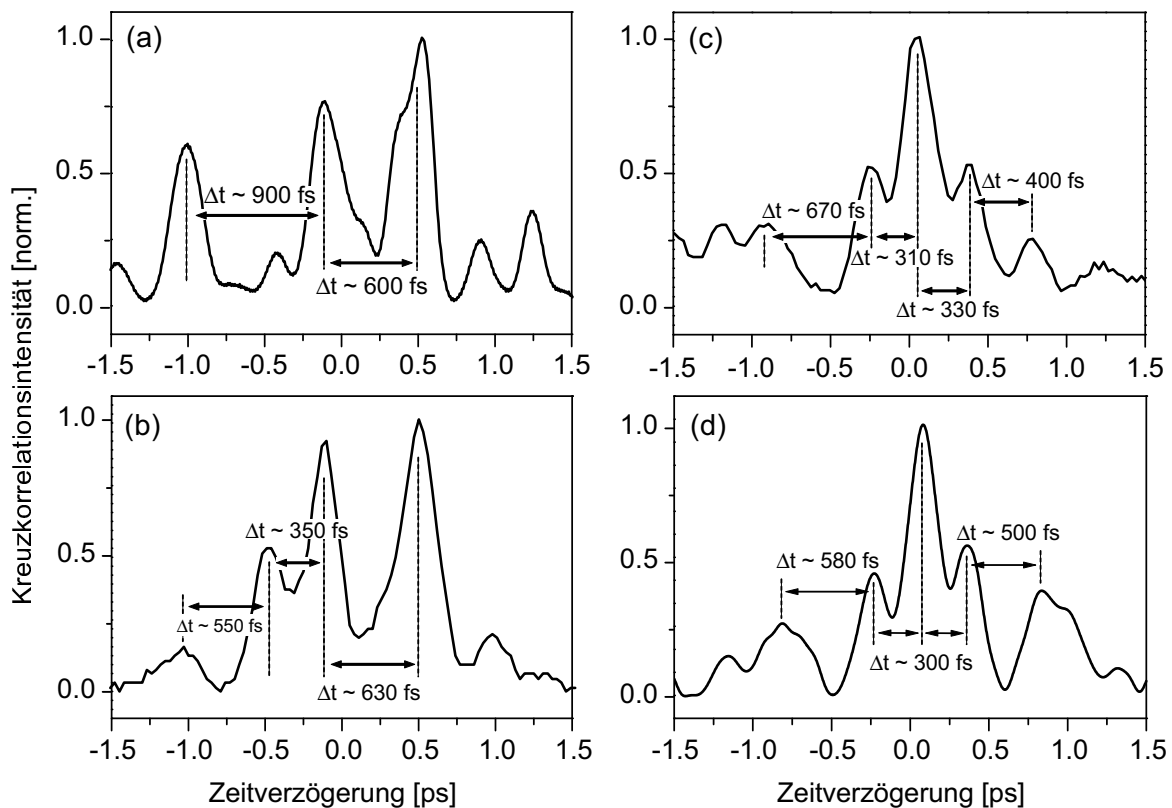 Kreuzkorrelationsintensität [norm.]
(a)
1.0
0.5
0.0
Δt ~ 900 fs
Δt ~ 600 fs
-1.5 -1.0 -0.5 0.0 0.5 1.0 1.5
(c)
1.0
0.5
0.0
Δt ~ 400 fs
Δt ~ 670 fs
Δt ~ 310 fs
Δt ~ 330 fs
-1.5 -1.0 -0.5 0.0 0.5 1.0 1.5
(b)
1.0
0.5
0.0
Δt ~ 350 fs
Δt ~ 550 fs
Δt ~ 630 fs
-1.5 -1.0 -0.5 0.0 0.5 1.0 1.5
Zeitverzögerung [ps]
(d)
1.0
0.5
0.0
Δt ~ 500 fs
Δt ~ 580 fs
Δt ~ 300 fs
-1.5 -1.0 -0.5 0.0 0.5 1.0 1.5
Zeitverzögerung [ps]